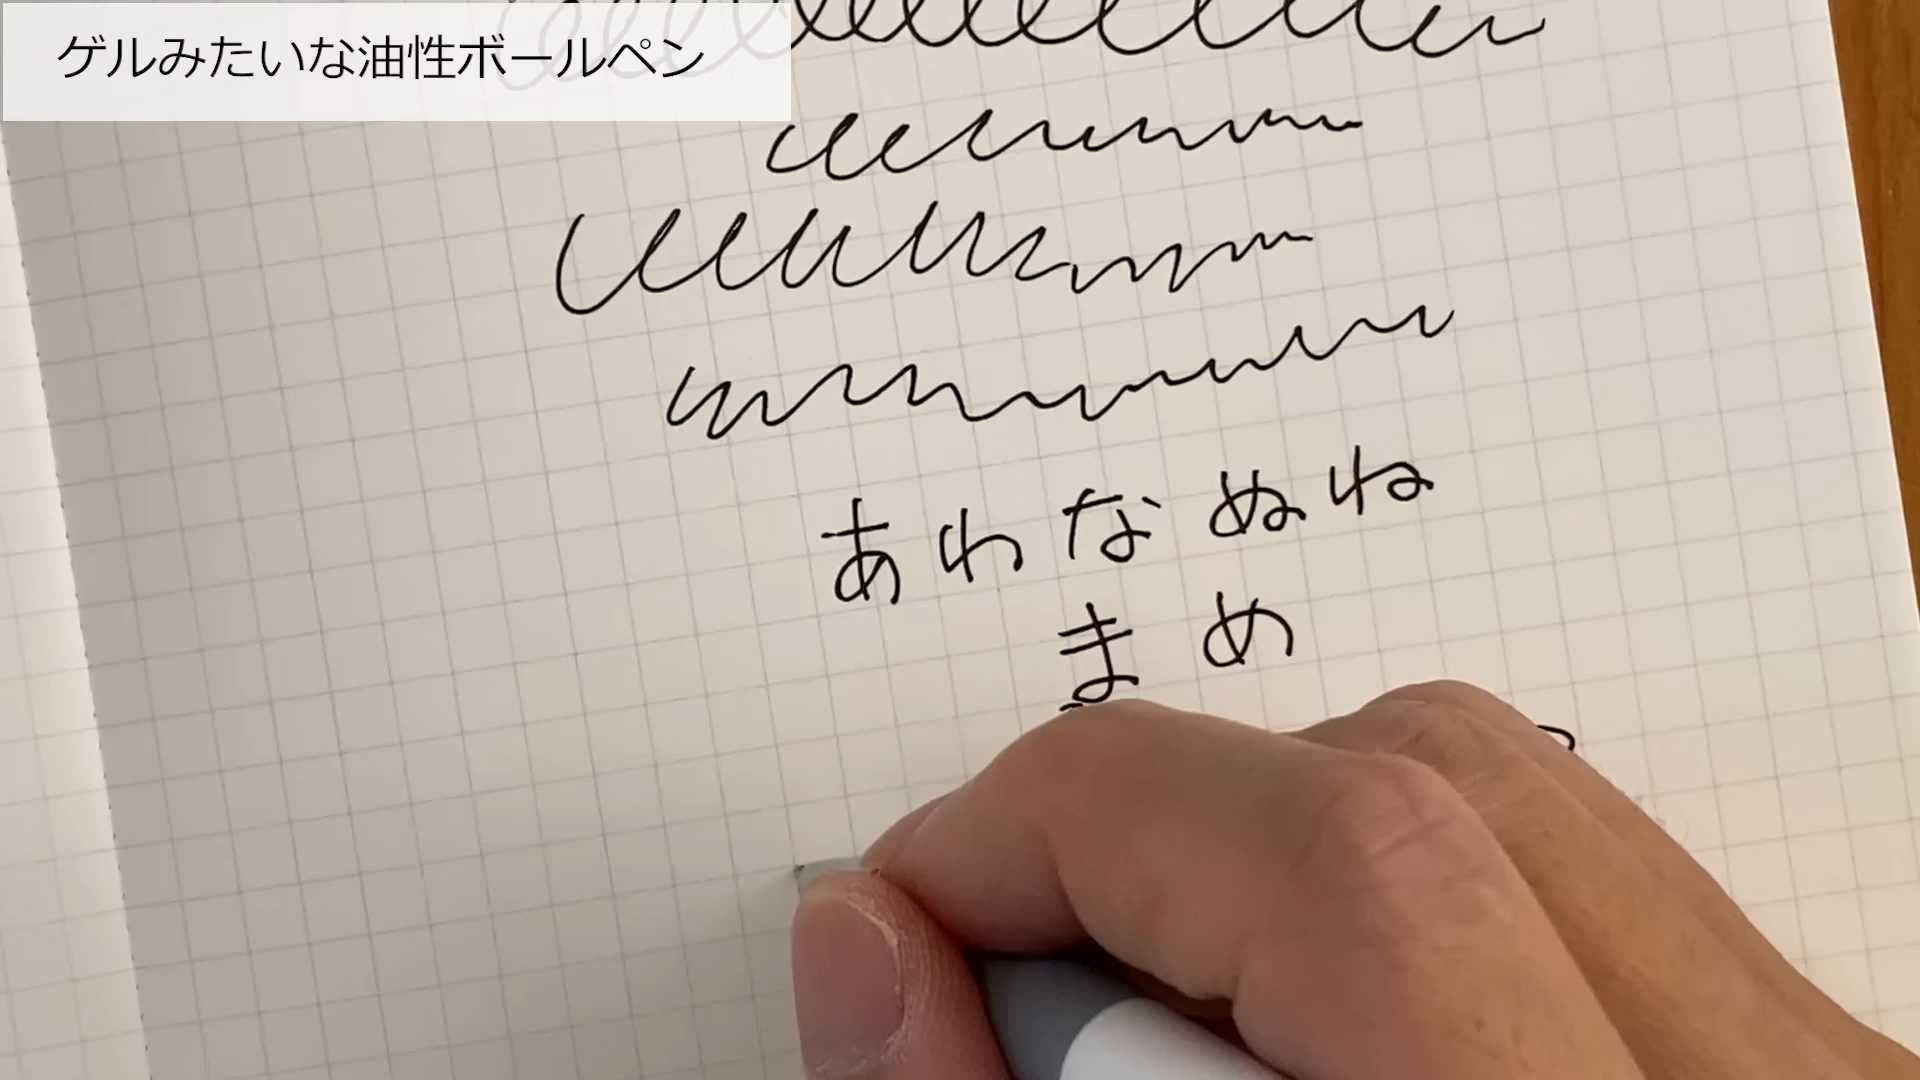 ゲルみたいな油性ボールペン
あわなぬね
まめ